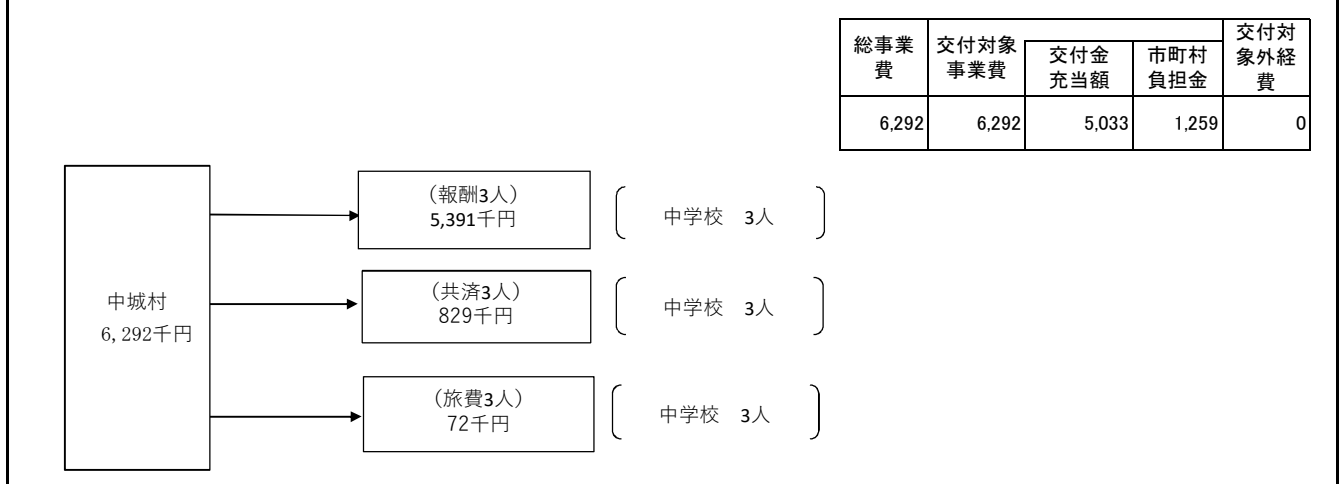 総事業
費
交付対象
事業費
交付金
充当額
市町村
負担金
交付対
象外経
費
6,292 6,292 5,033 1,259 0
中城村
6,292千円
（報酬3人）
5,391千円
中学校　3人
（共済3人）
829千円
中学校　3人
（旅費3人）
72千円
中学校　3人